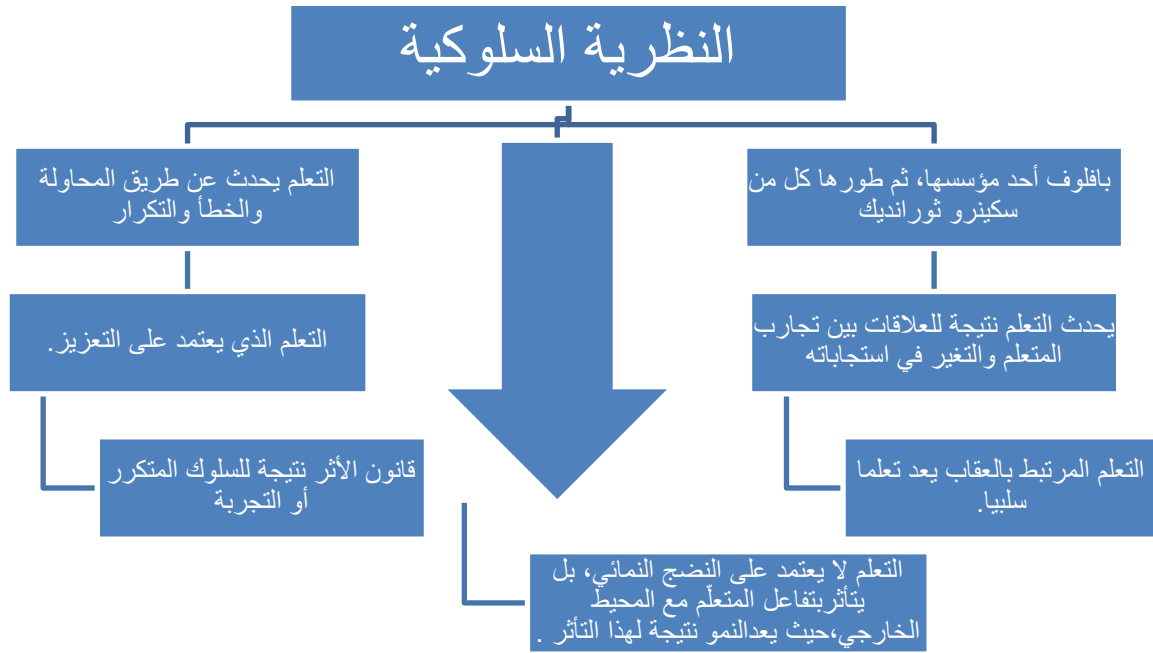 النظرية السلوكية
بافلوف أحد مؤسسها، ثم طورها كل من
سكينرو ثورانديك
يحدث التعلم نتيجة للعلاقات بين تجارب
المتعلم والتغير في استجاباته
التعلم المرتبط بالعقاب يعد تعلما
سلبيا.
التعلم يحدث عن طريق المحاولة
والخطأ والتكرار
التعلم الذي يعتمد على التعزيز.
قانون الأثر نتيجة للسلوك المتكرر
أو التجربة
التعلم لا يعتمد على النضج النمائي، بل
يتأثربتفاعل المتعلّم مع المحيط
الخارجي،حيث يعدالنمو نتيجة لهذا التأثر .